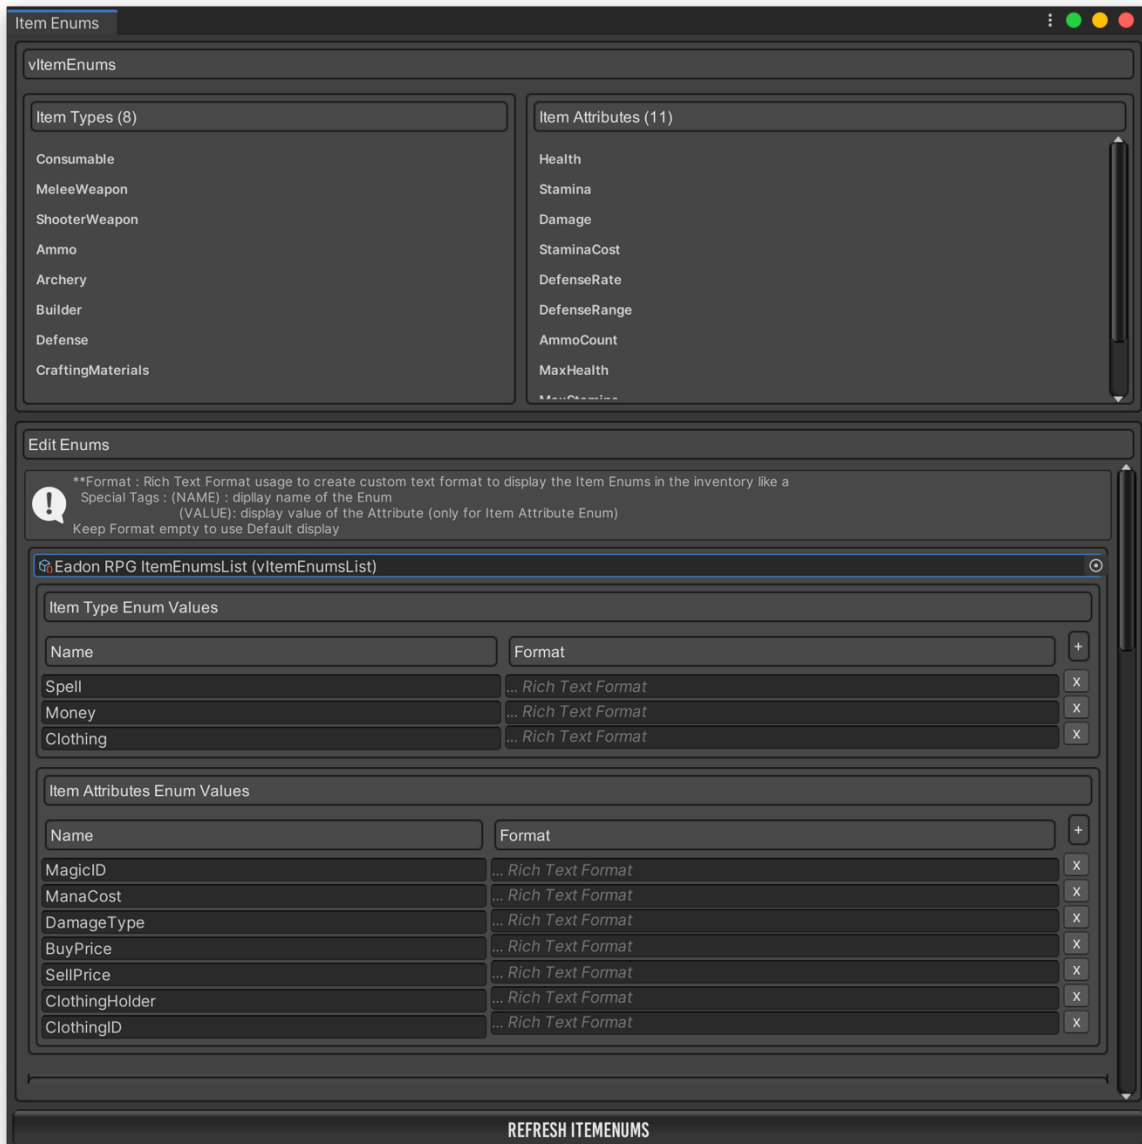 Item Enums
vItemEnums
Item Types (8)
Consumable
MeleeWeapon
ShooterWeapon
Ammo
Archery
Builder
Defense
CraftingMaterials
Item Attributes (11)
Health
Stamina
Damage
StaminaCost
DefenseRate
DefenseRange
AmmoCount
MaxHealth
MaxStamina
Edit Enums
**Format : Rich Text Format usage to create custom text format to display the Item Enums in the inventory like a
Special Tags : (NAME) : dipllay name of the Enum
(VALUE): display value of the Attribute (only for Item Attribute Enum)
Keep Format empty to use Default display
Eadon RPG ItemEnumsList (vItemEnumsList)
Item Type Enum Values
Name Format +
Spell ... Rich Text Format x
Money ... Rich Text Format x
Clothing ... Rich Text Format x
Item Attributes Enum Values
Name Format +
MagicID ... Rich Text Format x
ManaCost ... Rich Text Format x
DamageType ... Rich Text Format x
BuyPrice ... Rich Text Format x
SellPrice ... Rich Text Format x
ClothingHolder ... Rich Text Format x
ClothingID ... Rich Text Format x
REFRESH ITEMENUMS